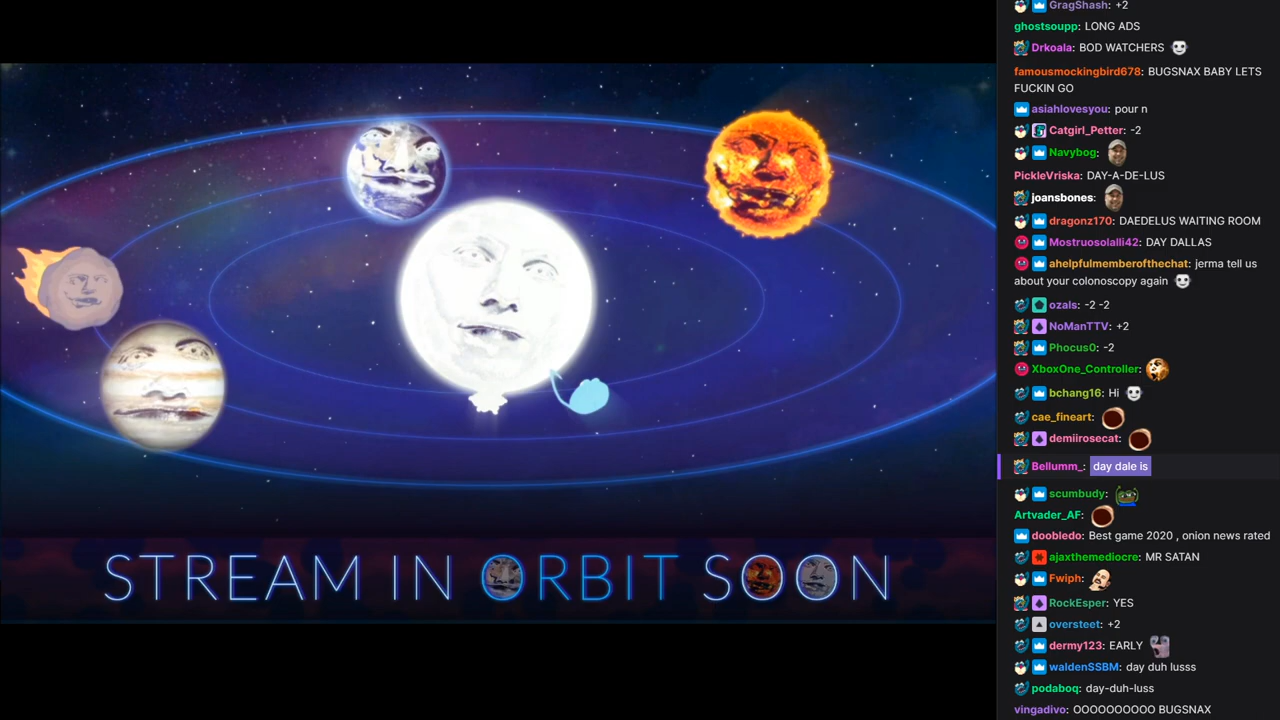 GragShash: +2
ghostsoupp: LONG ADS
Drkoala: BOD WATCHERS
famousmockingbird678: BUGSNAX BABY LETS
FUCKIN GO
asiahlovesyou: pour n
Catgirl_Petter: -2
Navybog:
PickleVriska: DAY-A-DE-LUS
joansbones:
dragonz170: DAEDELUS WAITING ROOM
Mostruosolalli42: DAY DALLAS
ahelpfulmemberofthechat: jerma tell us
about your colonoscopy again
ozals: -2 -2
NoManTTV: +2
Phocus0: -2
XboxOne_Controller:
bchang16: Hi
cae_fineart:
demiirosecat:
Bellumm_: day dale is
scumbudy:
Artvader_AF:
doobledo: Best game 2020 , onion news rated
ajaxthemediocre: MR SATAN
Fwiph:
RockEsper: YES
oversteet: +2
dermy123: EARLY
waldenSSBM: day duh lusss
podaboq: day-duh-luss
vingadivo: OOOOOOOOOO BUGSNAX
STREAM IN ORBIT SOON